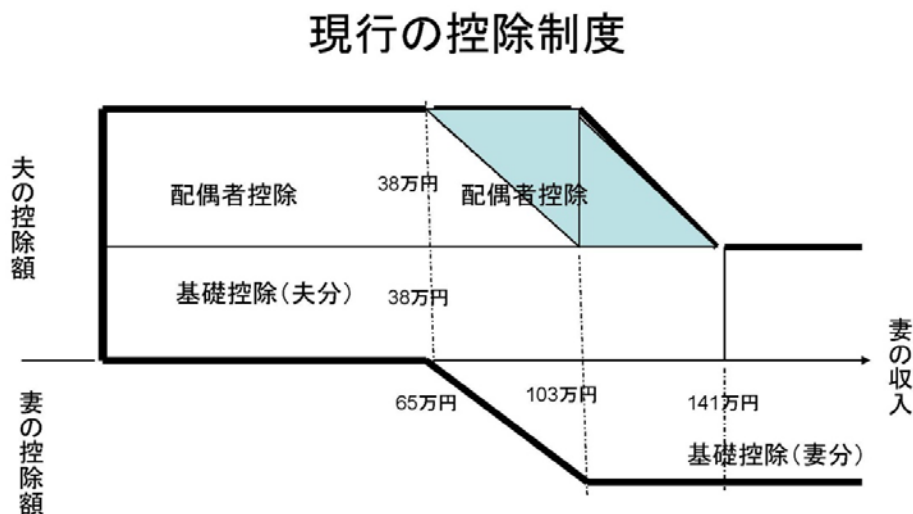 現行の控除制度
夫の控除額
配偶者控除
38万円
配偶者控除
基礎控除(夫分)
38万円
妻の収入
65万円
103万円
141万円
妻の控除額
基礎控除(妻分)